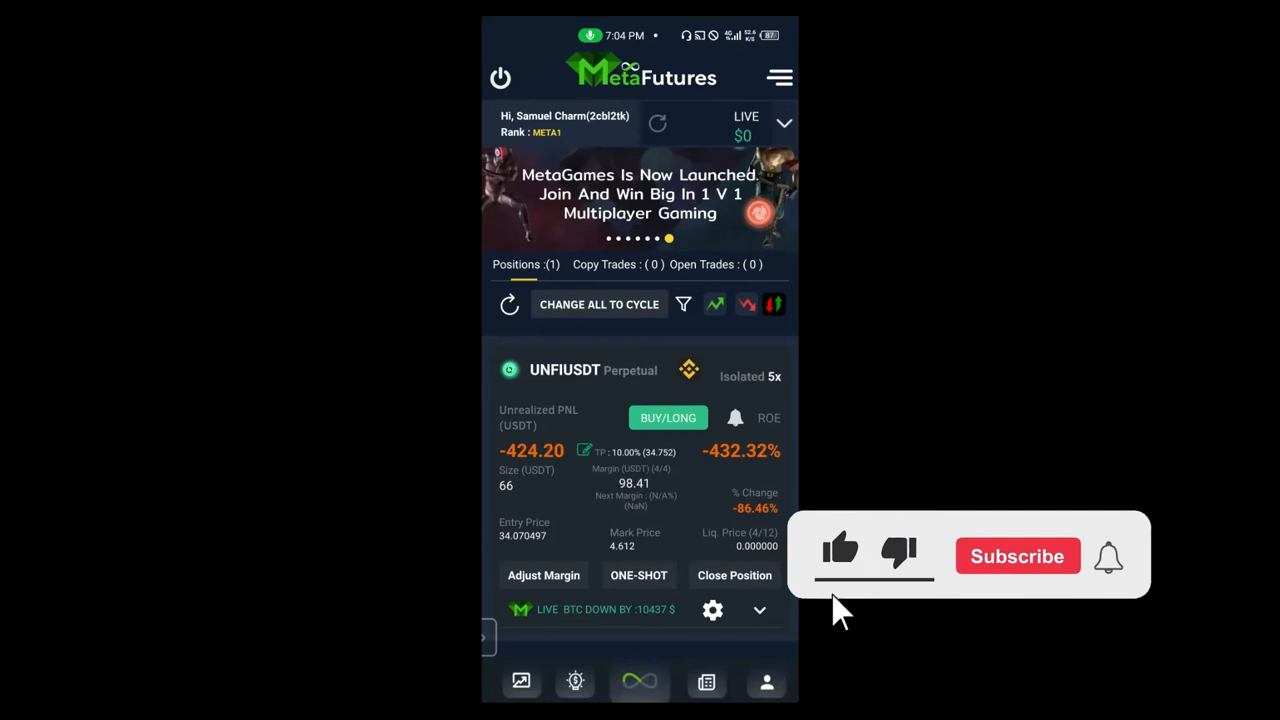 7:04 PM
4G
52.6
K/S
87
MetaFutures
Hi, Samuel Charm(2cbl2tk)
Rank : META1
LIVE
$0
MetaGames Is Now Launched.
Join And Win Big In 1 V 1
Multiplayer Gaming
Positions :(1) Copy Trades : ( 0 ) Open Trades : ( 0 )
CHANGE ALL TO CYCLE
UNFIUSDT Perpetual
Isolated 5x
Unrealized PNL
(USDT)
BUY/LONG
ROE
-424.20
TP : 10.00% (34.752)
-432.32%
Size (USDT)
66
Margin (USDT) (4/4)
98.41
Next Margin : (N/A%)
(NaN)
% Change
-86.46%
Entry Price
34.070497
Mark Price
4.612
Liq. Price (4/12)
0.000000
Adjust Margin
ONE-SHOT
Close Position
LIVE BTC DOWN BY :10437 $
Subscribe